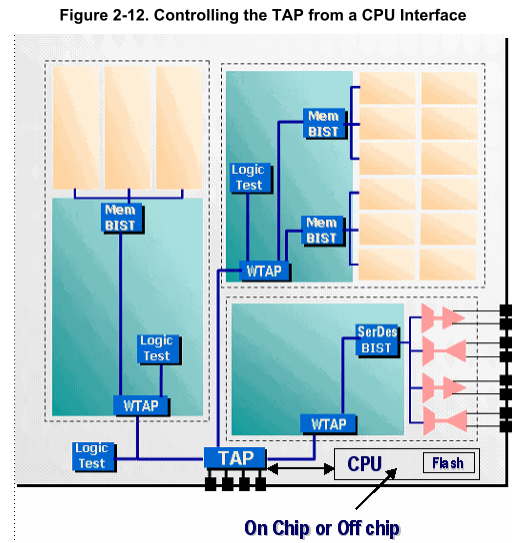 Figure 2-12. Controlling the TAP from a CPU Interface
Mem
BIST
Logic
Test
WTAP
Logic
Test
Mem
BIST
Logic
Test
Mem
BIST
WTAP
SerDes
BIST
WTAP
TAP
CPU
Flash
On Chip or Off chip